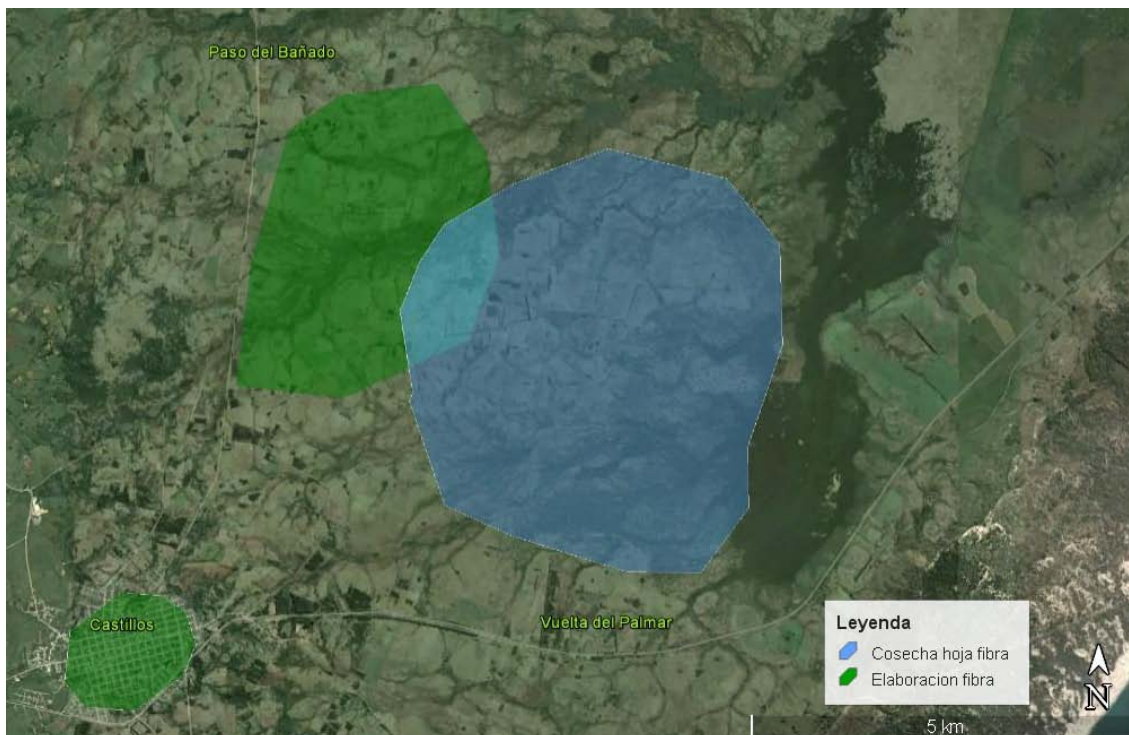 Paso del Bañado
Castillos
Vuelta del Palmar
Leyenda
Cosecha hoja fibra
Elaboracion fibra
N
5 km